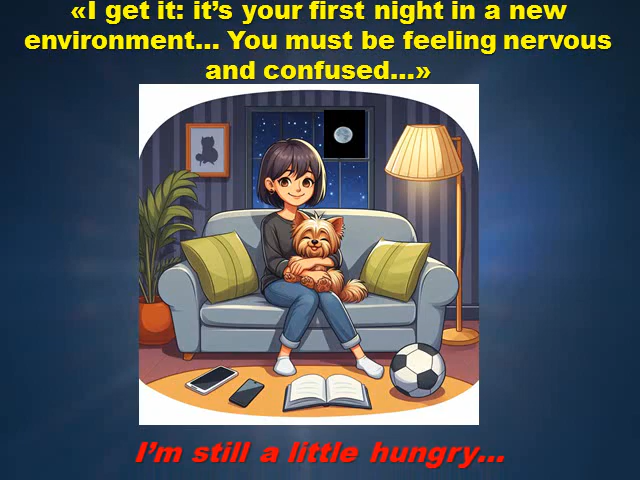 «I get it: it’s your first night in a new
environment... You must be feeling nervous
and confused...»
I’m still a little hungry...